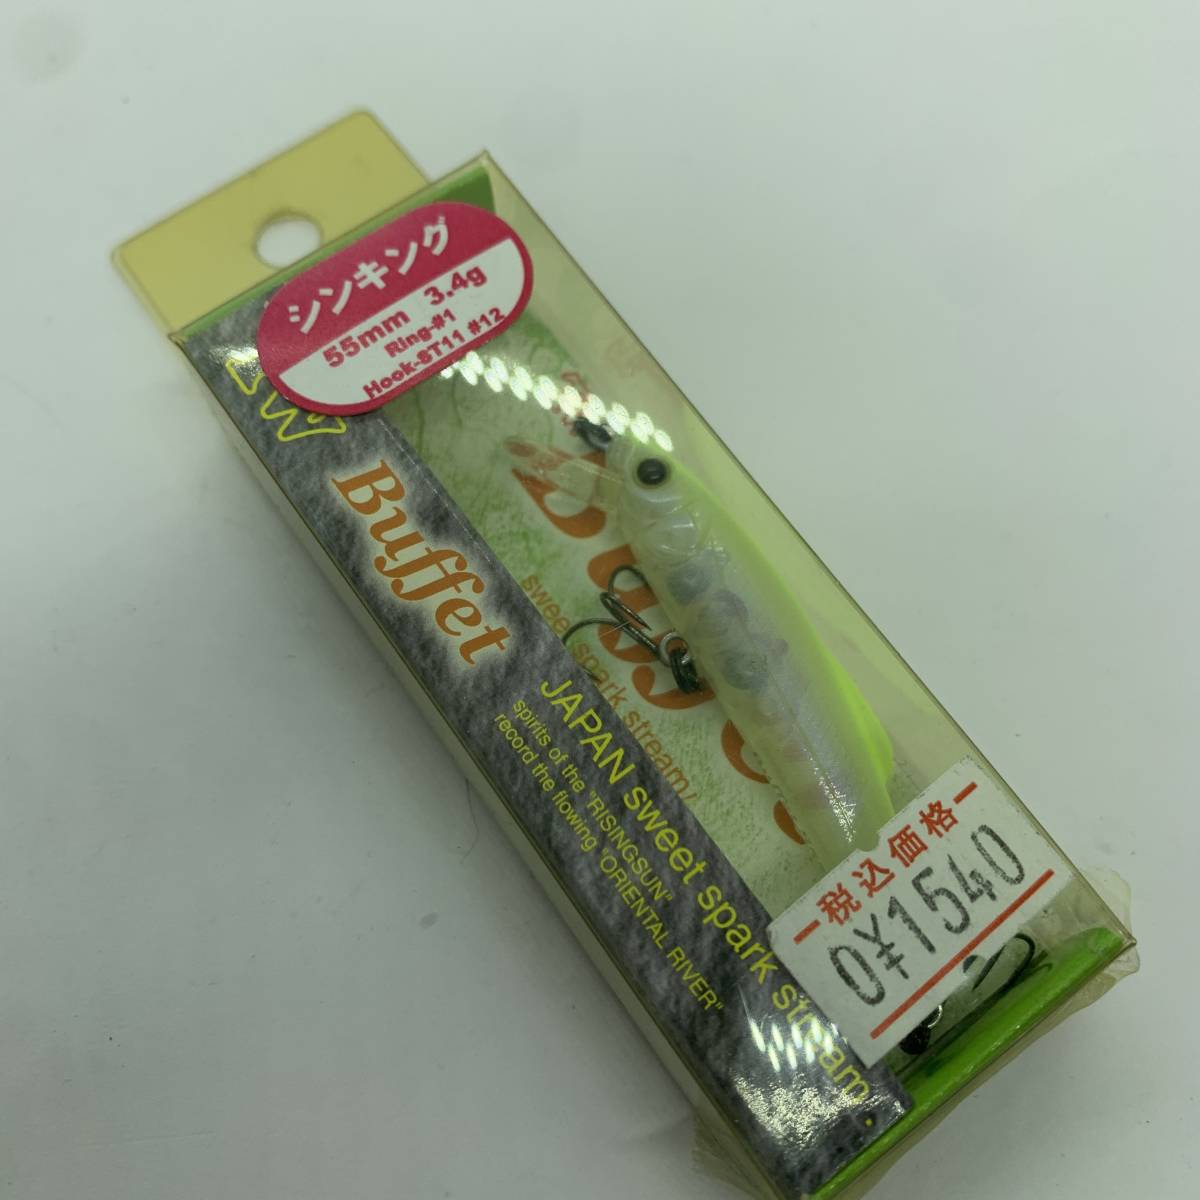 シンキング
55mm 3.4g
Ring-#1
Hook-ST11 #12
Buffet
JAPAN sweet spark stream.
spirits of the "RISINGSUN"
record the flowing "ORIENTAL RIVER"
sweet spark stream/
税込価格
0¥1540